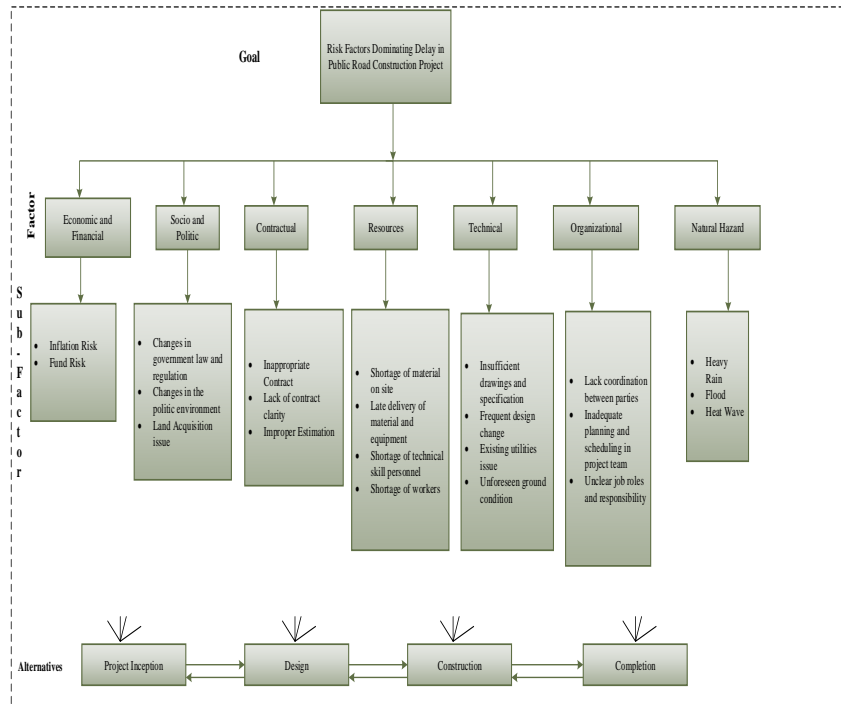 Goal
Risk Factors Dominating Delay in
Public Road Construction Project
Factor
Economic and
Financial
Socio and
Politic
Contractual
Resources
Technical
Organizational
Natural Hazard
Sub-Factor
• Inflation Risk
• Fund Risk
• Changes in
government law and
regulation
• Changes in the
politic environment
• Land Acquisition
issue
• Inappropriate
Contract
• Lack of contract
clarity
• Improper Estimation
• Shortage of material
on site
• Late delivery of
material and
equipment
• Shortage of technical
skill personnel
• Shortage of workers
• Insufficient
drawings and
specification
• Frequent design
change
• Existing utilities
issue
• Unforeseen ground
condition
• Lack coordination
between parties
• Inadequate
planning and
scheduling in
project team
• Unclear job roles
and responsibility
• Heavy
Rain
• Flood
• Heat Wave
Alternatives
Project Inception
Design
Construction
Completion